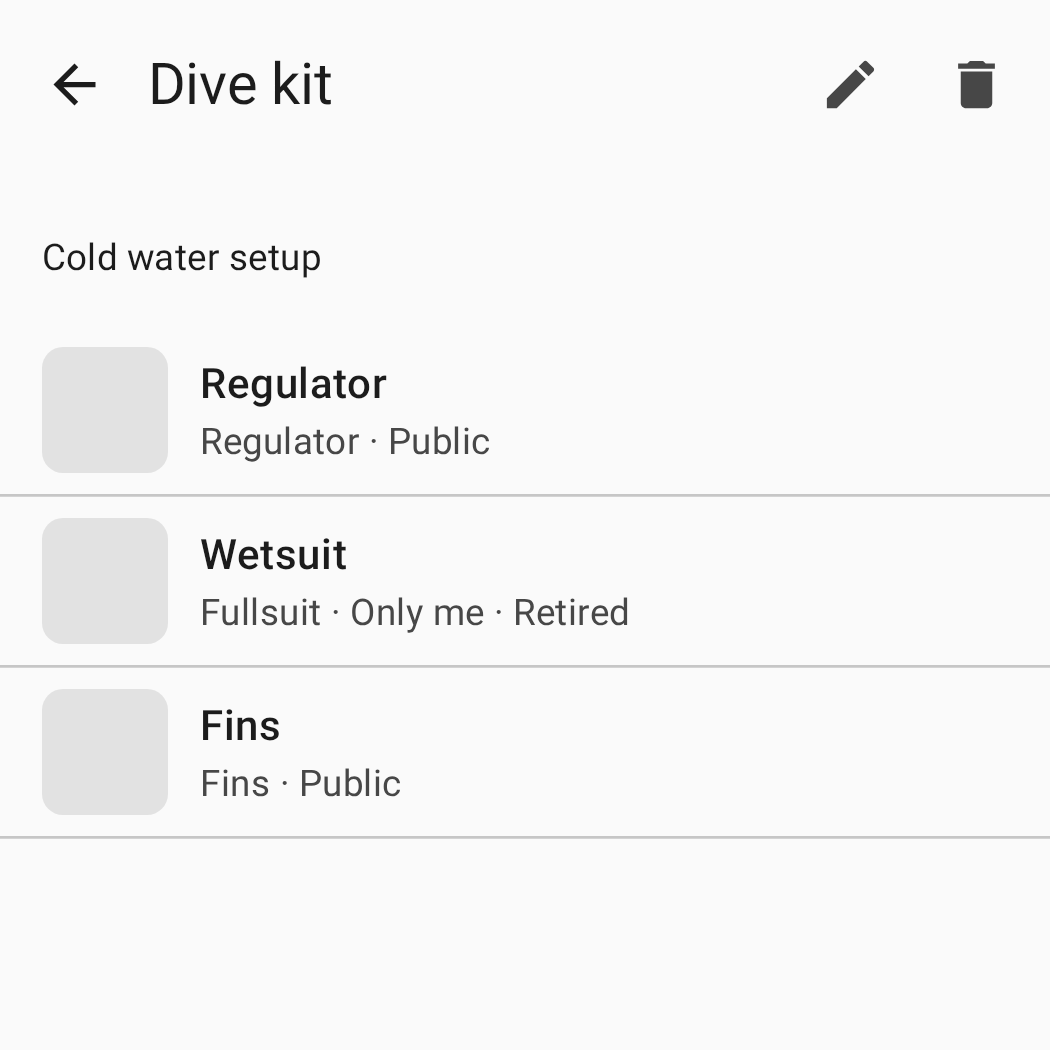 Dive kit
Cold water setup
Regulator
Regulator · Public
Wetsuit
Fullsuit · Only me · Retired
Fins
Fins · Public